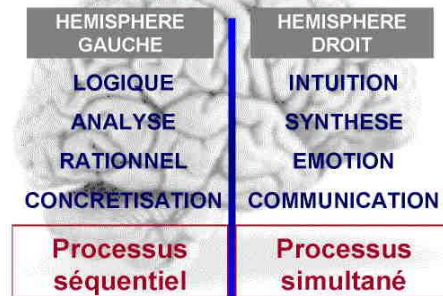 HEMISPHERE
GAUCHE
LOGIQUE
ANALYSE
RATIONNEL
CONCRETISATION
Processus
séquentiel
HEMISPHERE
DROIT
INTUITION
SYNTHESE
EMOTION
COMMUNICATION
Processus
simultané